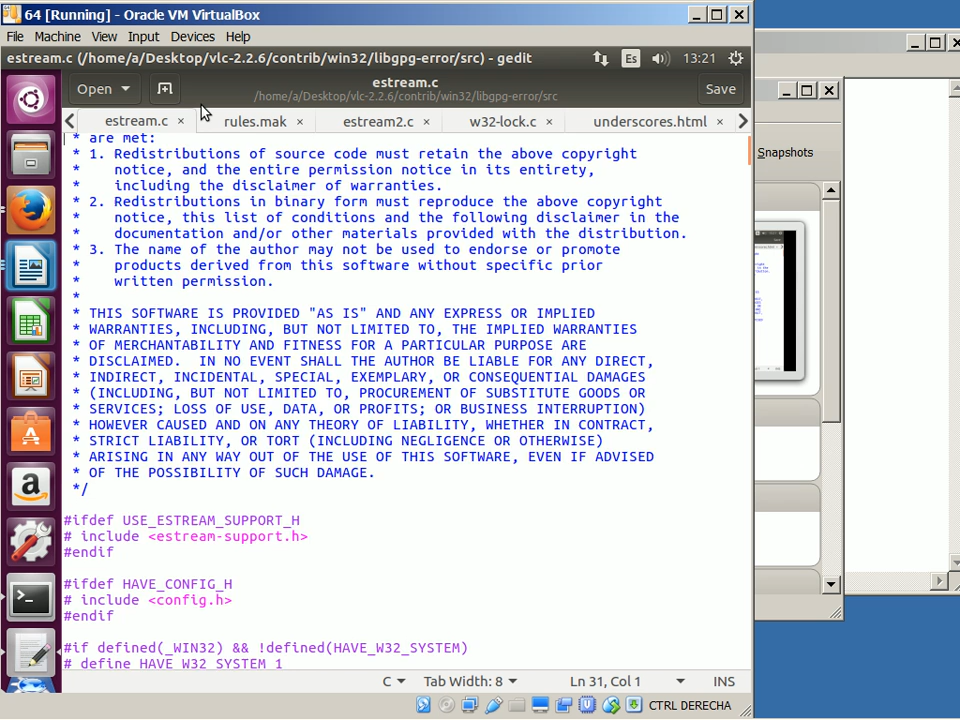 64 [Running] - Oracle VM VirtualBox
File Machine View Input Devices Help
estream.c (/home/a/Desktop/vlc-2.2.6/contrib/win32/libgpg-error/src) - gedit
Es 13:21
Open
estream.c
/home/a/Desktop/vlc-2.2.6/contrib/win32/libgpg-error/src
Save
estream.c × rules.mak × estream2.c × w32-lock.c × underscores.html ×
* are met:
* 1. Redistributions of source code must retain the above copyright
* notice, and the entire permission notice in its entirety,
* including the disclaimer of warranties.
* 2. Redistributions in binary form must reproduce the above copyright
* notice, this list of conditions and the following disclaimer in the
* documentation and/or other materials provided with the distribution.
* 3. The name of the author may not be used to endorse or promote
* products derived from this software without specific prior
* written permission.
*
* THIS SOFTWARE IS PROVIDED "AS IS" AND ANY EXPRESS OR IMPLIED
* WARRANTIES, INCLUDING, BUT NOT LIMITED TO, THE IMPLIED WARRANTIES
* OF MERCHANTABILITY AND FITNESS FOR A PARTICULAR PURPOSE ARE
* DISCLAIMED. IN NO EVENT SHALL THE AUTHOR BE LIABLE FOR ANY DIRECT,
* INDIRECT, INCIDENTAL, SPECIAL, EXEMPLARY, OR CONSEQUENTIAL DAMAGES
* (INCLUDING, BUT NOT LIMITED TO, PROCUREMENT OF SUBSTITUTE GOODS OR
* SERVICES; LOSS OF USE, DATA, OR PROFITS; OR BUSINESS INTERRUPTION)
* HOWEVER CAUSED AND ON ANY THEORY OF LIABILITY, WHETHER IN CONTRACT,
* STRICT LIABILITY, OR TORT (INCLUDING NEGLIGENCE OR OTHERWISE)
* ARISING IN ANY WAY OUT OF THE USE OF THIS SOFTWARE, EVEN IF ADVISED
* OF THE POSSIBILITY OF SUCH DAMAGE.
*/
#ifdef USE_ESTREAM_SUPPORT_H
# include <estream-support.h>
#endif
#ifdef HAVE_CONFIG_H
# include <config.h>
#endif
#if defined(_WIN32) && !defined(HAVE_W32_SYSTEM)
# define HAVE_W32_SYSTEM 1
C Tab Width: 8 Ln 31, Col 1 INS
CTRL DERECHA
Snapshots